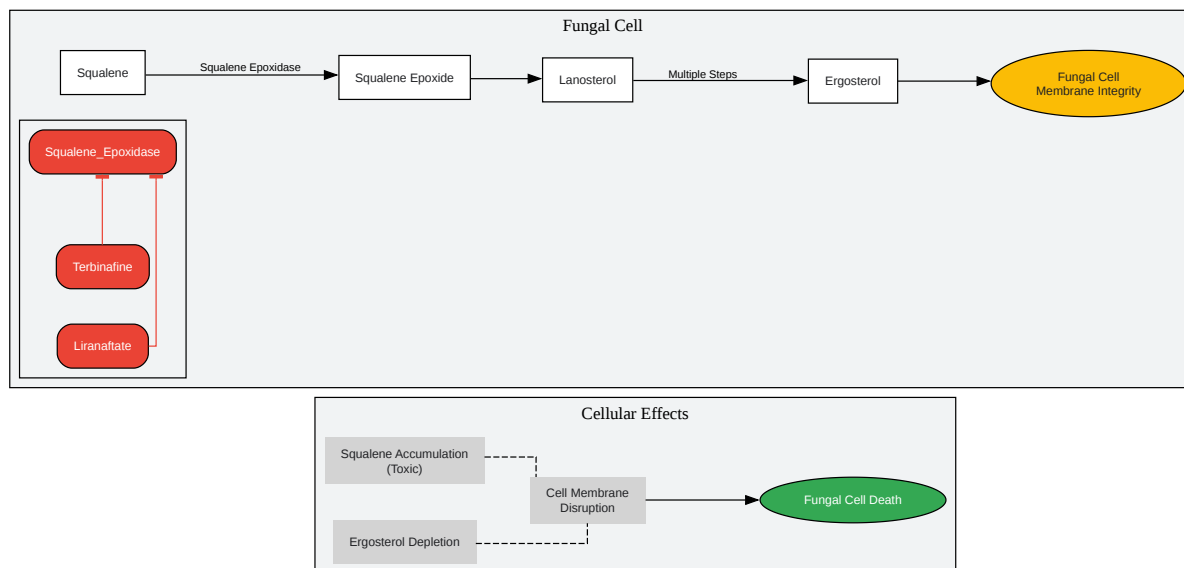 Fungal Cell
Squalene
Squalene Epoxidase
Squalene Epoxide
Lanosterol
Multiple Steps
Ergosterol
Fungal Cell
Membrane Integrity
Squalene_Epoxidase
Terbinafine
Liranaftate
Cellular Effects
Squalene Accumulation
(Toxic)
Cell Membrane
Disruption
Fungal Cell Death
Ergosterol Depletion